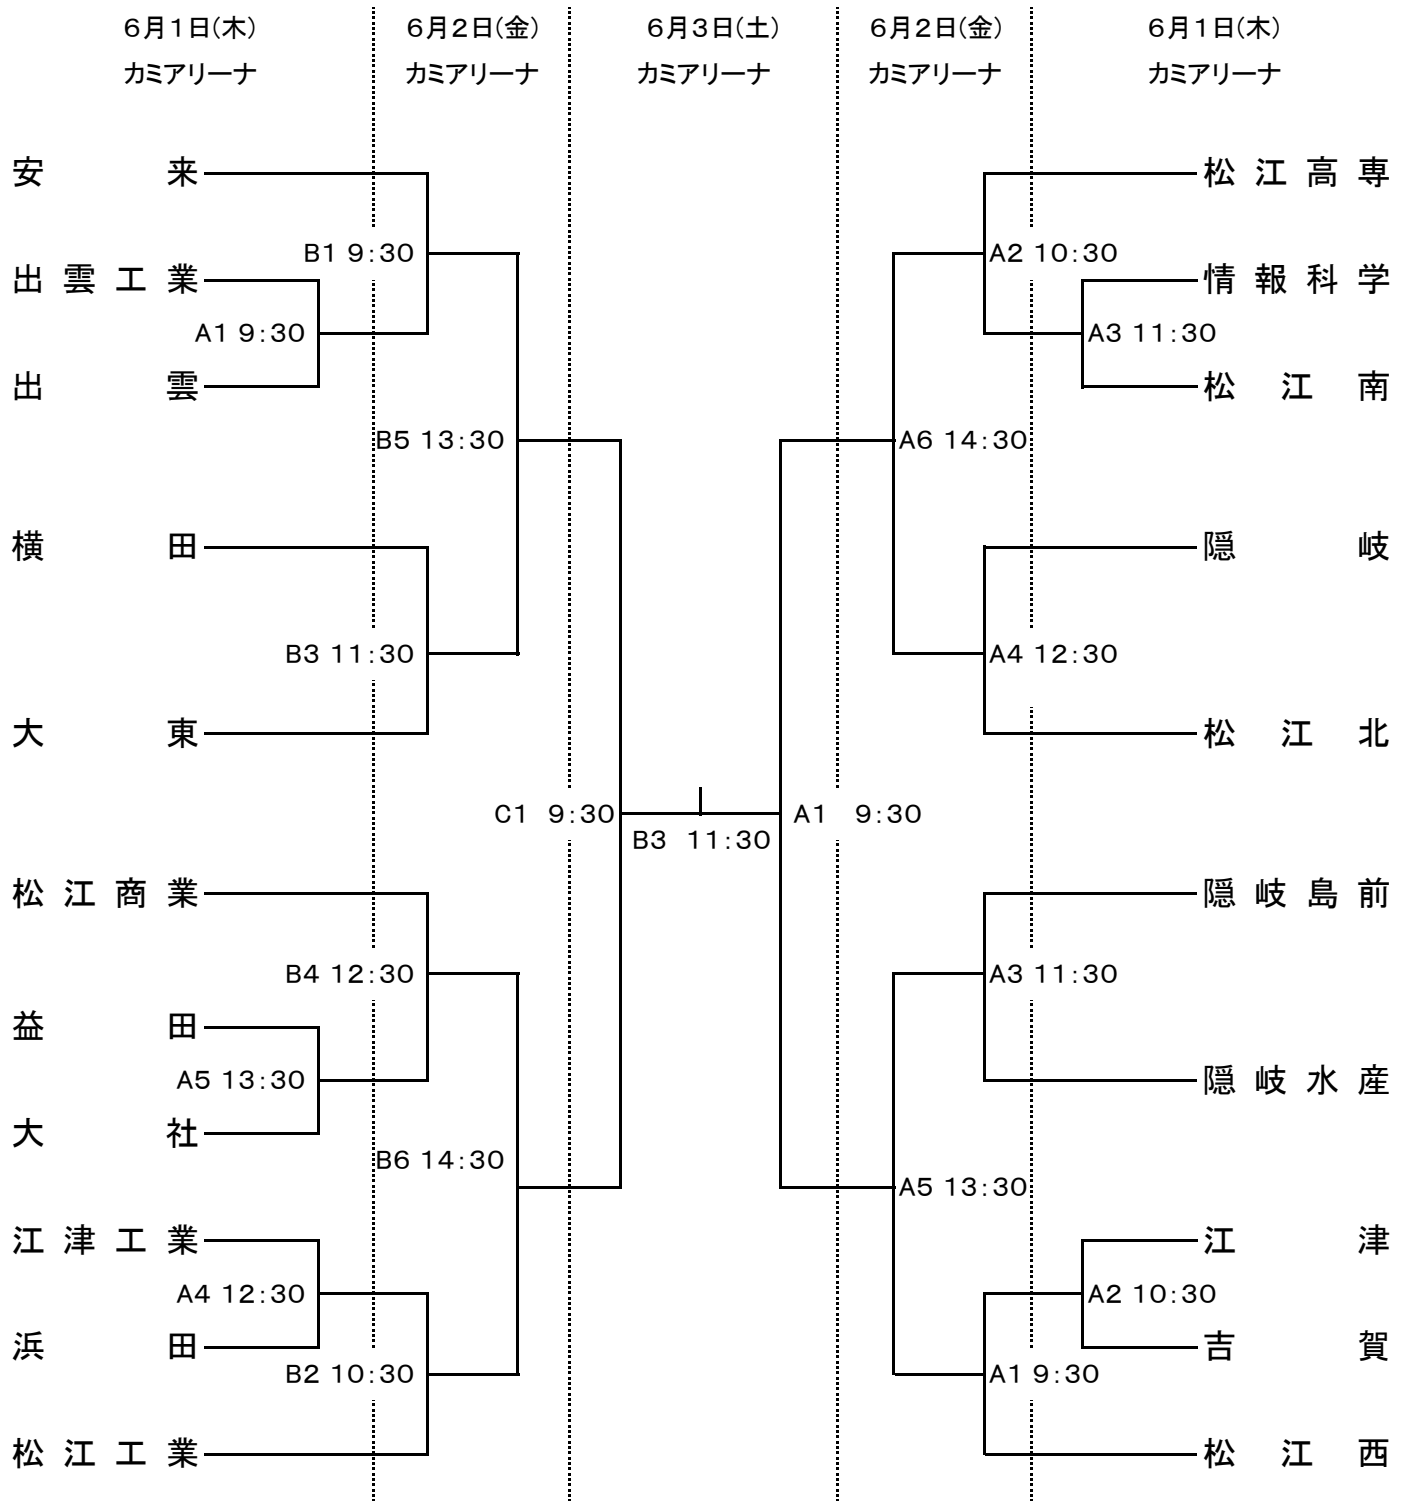 6月1日(木) 6月2日(金) 6月3日(土) 6月2日(金) 6月1日(木)
カミアリーナ カミアリーナ カミアリーナ カミアリーナ カミアリーナ
安来 松江高専
B1 9:30 A2 10:30
出雲工業 情報科学
A1 9:30 A3 11:30
出雲 松江南
B5 13:30 A6 14:30
横田 隠岐
B3 11:30 A4 12:30
大東 松江北
C1 9:30 A1 9:30
B3 11:30
松江商業 隠岐島前
B4 12:30 A3 11:30
益田
A5 13:30 隠岐水産
大社
B6 14:30
A5 13:30
江津工業 江津
A4 12:30 A2 10:30
浜田 吉賀
B2 10:30 A1 9:30
松江工業 松江西